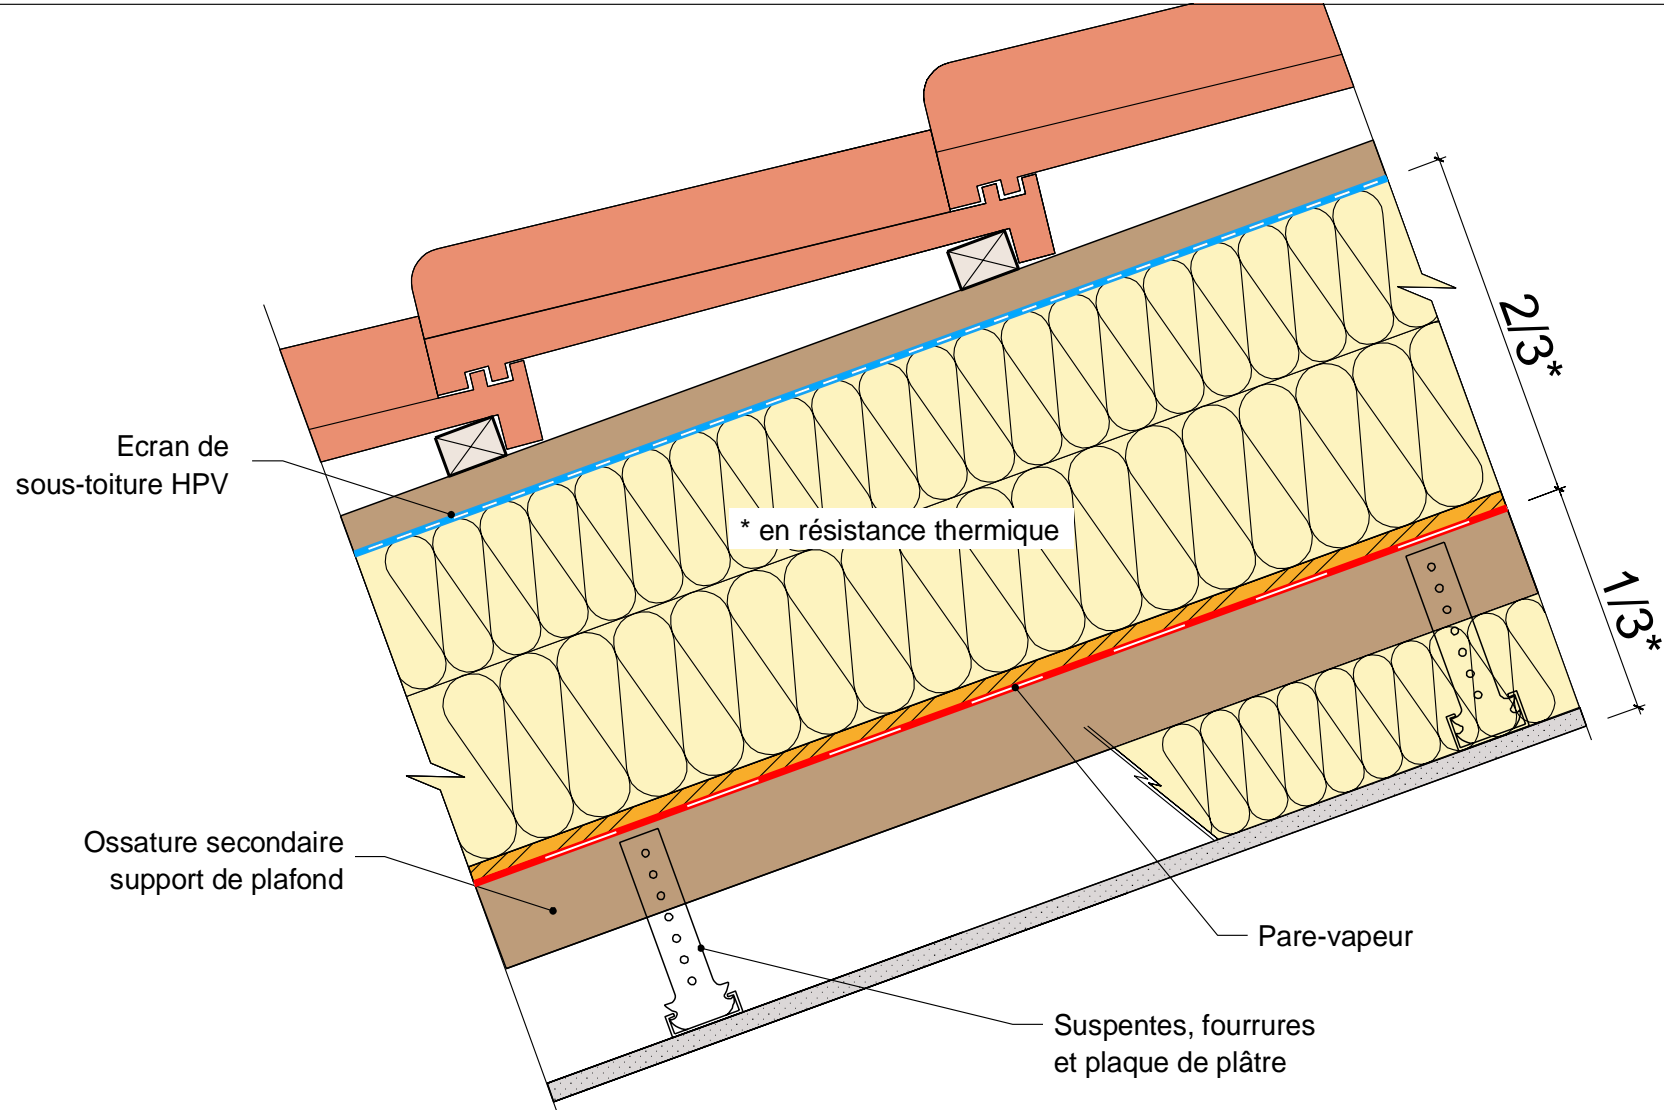 2/3*
Ecran de
sous-toiture HPV
* en résistance thermique
1/3*
Ossature secondaire
support de plafond
Pare-vapeur
Suspentes, fourrures
et plaque de plâtre